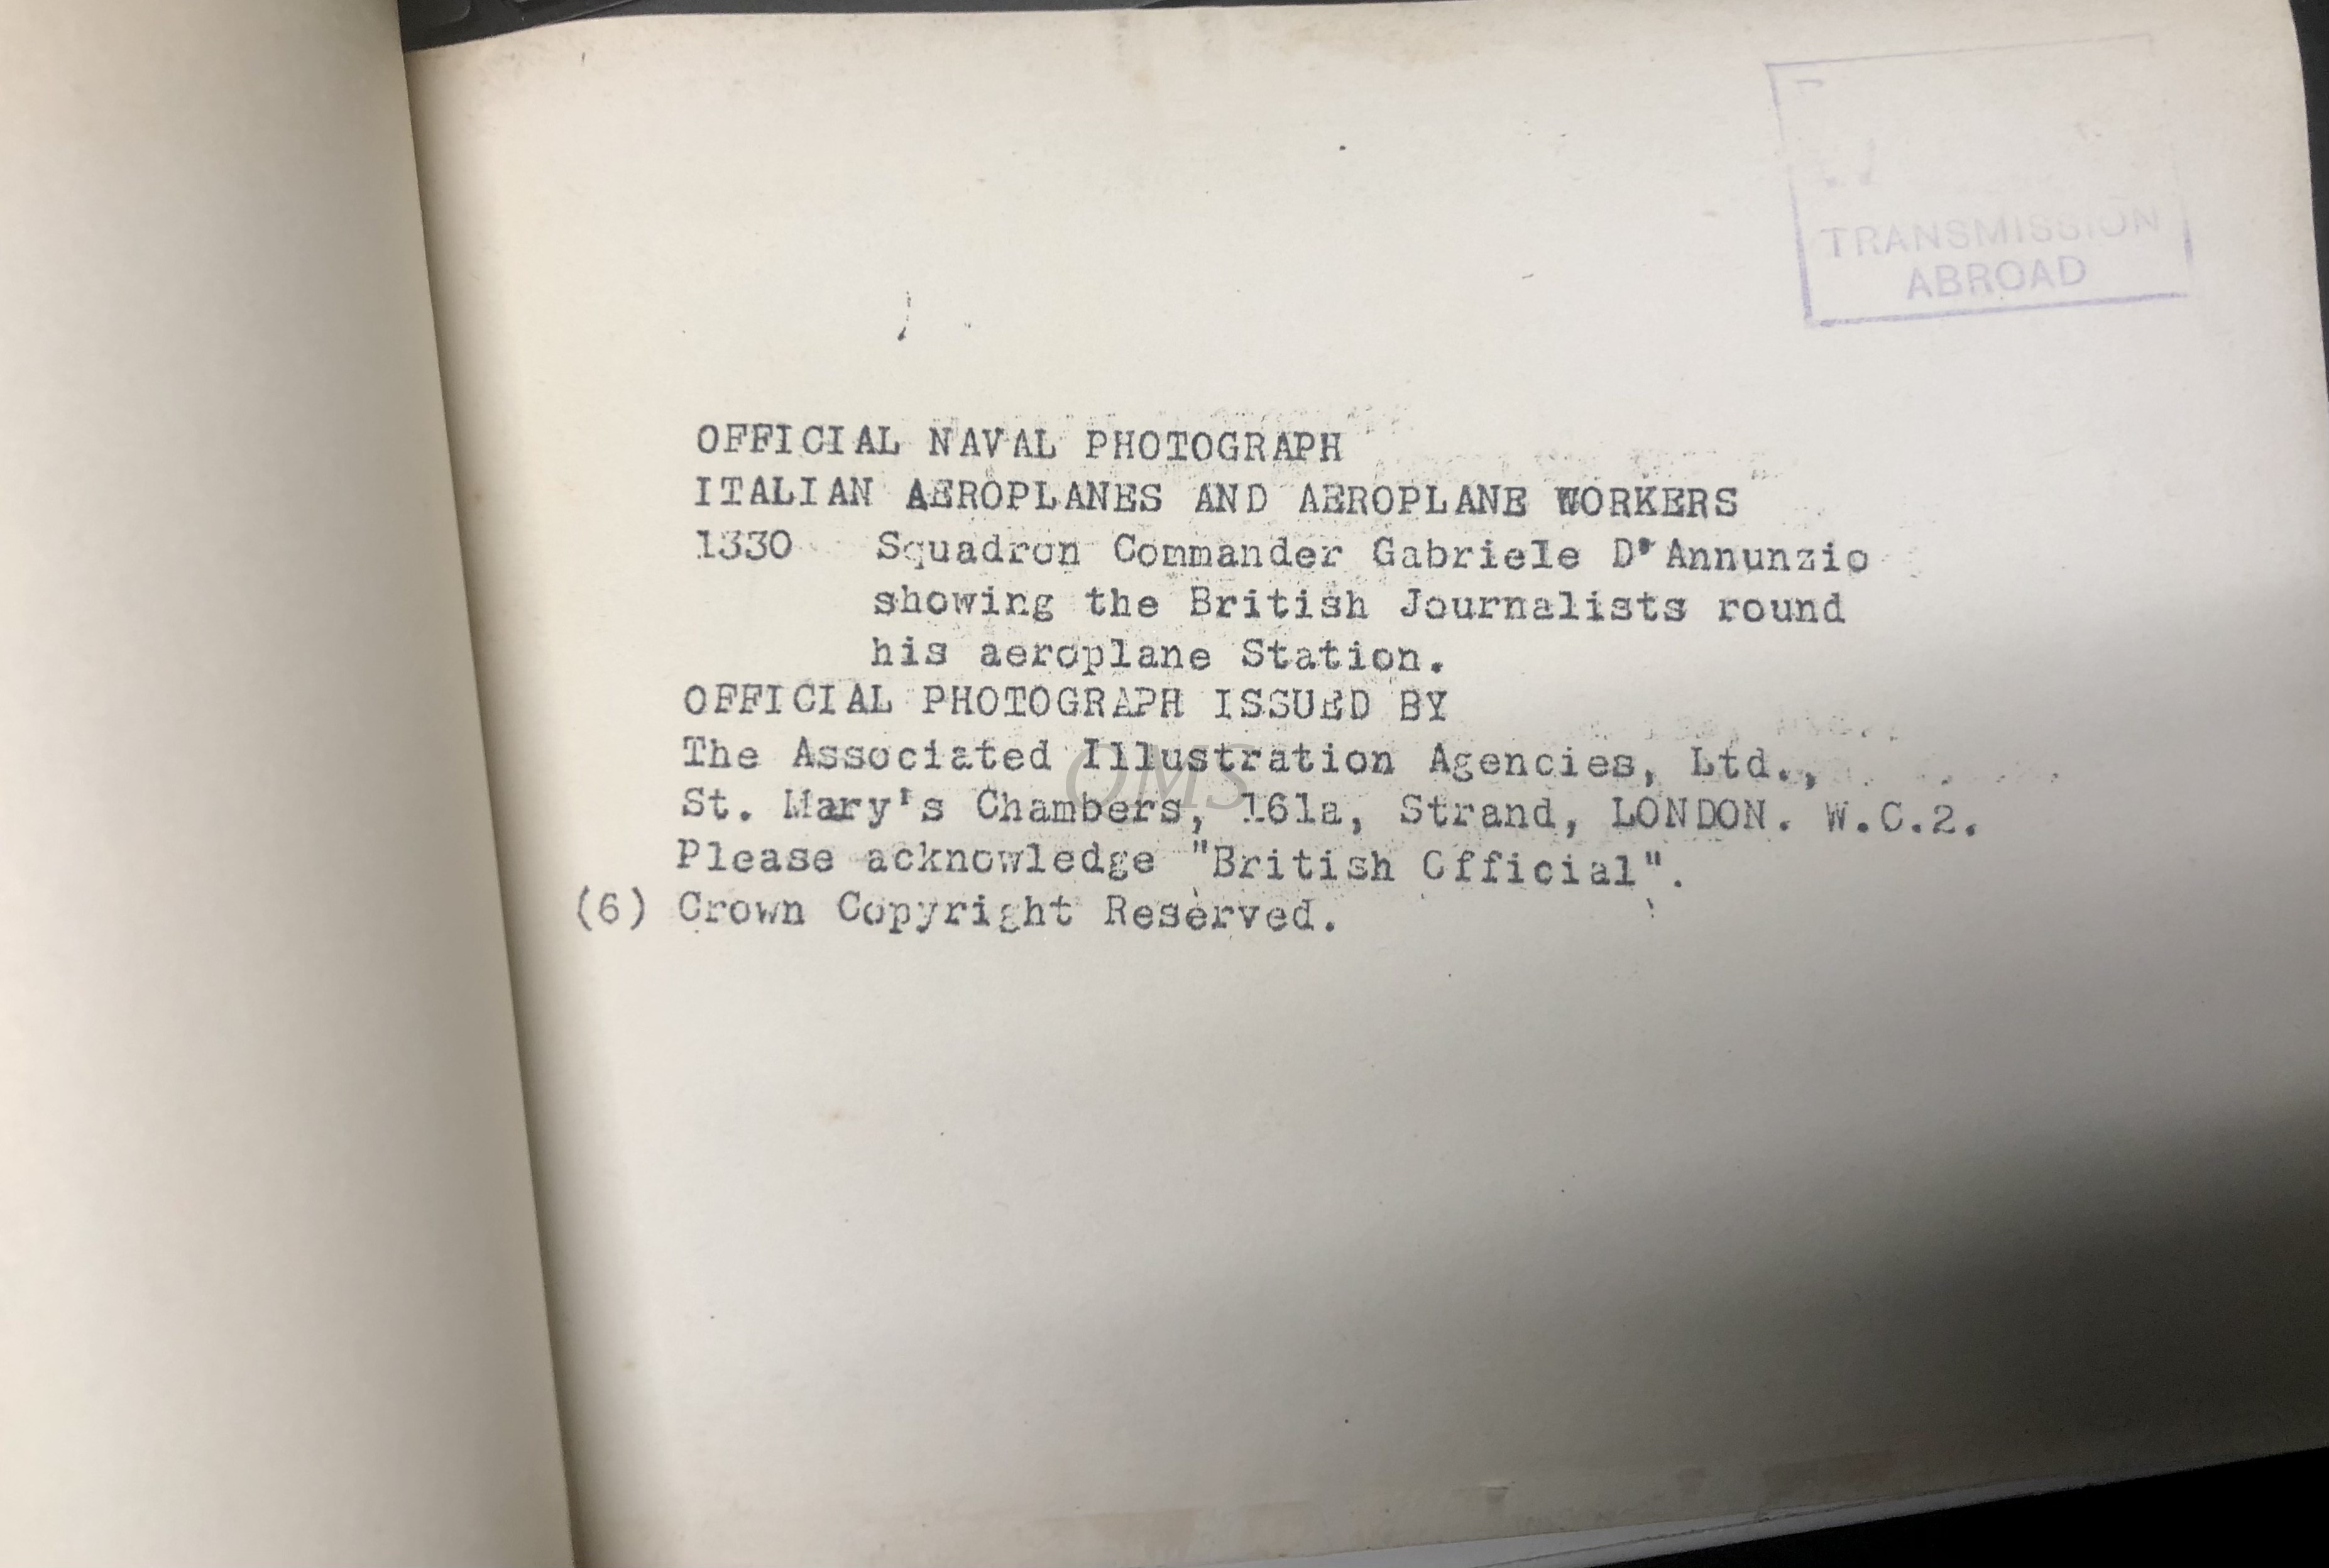 TRANSMISSION
ABROAD
OFFICIAL NAVAL PHOTOGRAPH
ITALIAN AEROPLANES AND AEROPLANE WORKERS
1330 Squadron Commander Gabriele D'Annunzio
showing the British Journalists round
his aeroplane Station.
OFFICIAL PHOTOGRAPH ISSUED BY
The Associated Illustration Agencies, Ltd.,
St. Mary's Chambers, 161a, Strand, LONDON. W.C.2.
Please acknowledge "British Official".
(6) Crown Copyright Reserved.
OMS